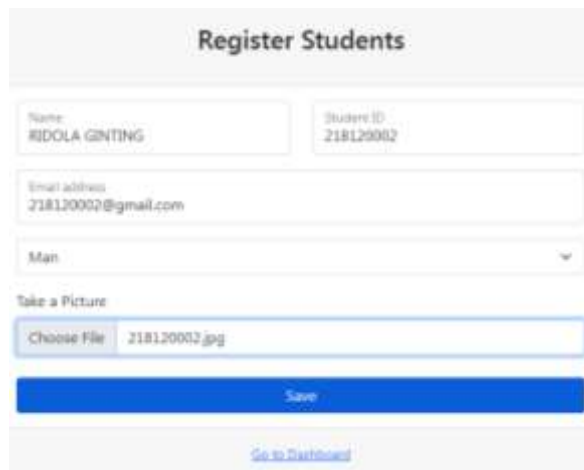 Register Students
Name
RIDOLA GINTING
Student ID
218120002
Email address
218120002@gmail.com
Man
Take a Picture
Choose File 218120002.jpg
Save
Go to Dashboard